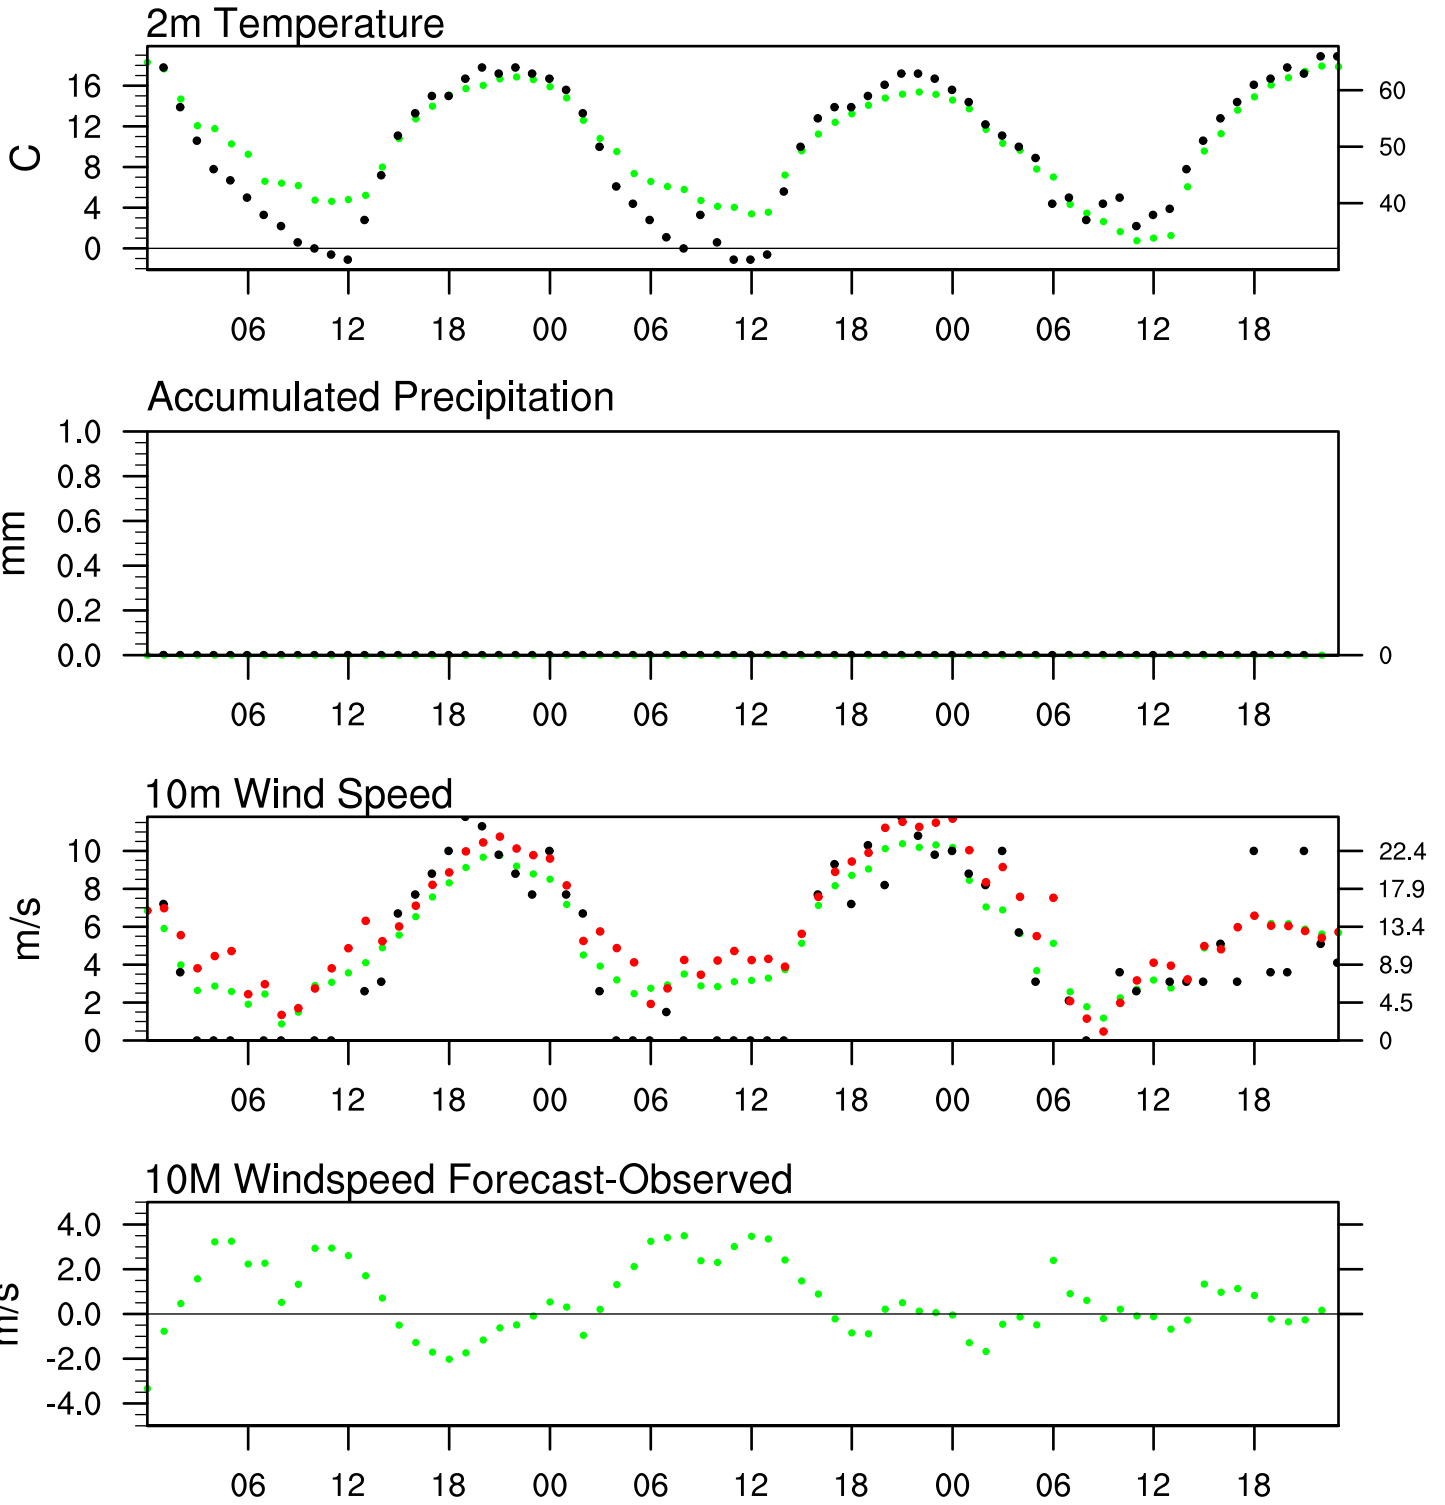 2m Temperature
C
16
12
8
4
0
60
50
40
06 12 18 00 06 12 18 00 06 12 18
Accumulated Precipitation
mm
1.0
0.8
0.6
0.4
0.2
0.0
0
06 12 18 00 06 12 18 00 06 12 18
10m Wind Speed
m/s
10
8
6
4
2
0
22.4
17.9
13.4
8.9
4.5
0
06 12 18 00 06 12 18 00 06 12 18
10M Windspeed Forecast-Observed
m/s
4.0
2.0
0.0
-2.0
-4.0
06 12 18 00 06 12 18 00 06 12 18